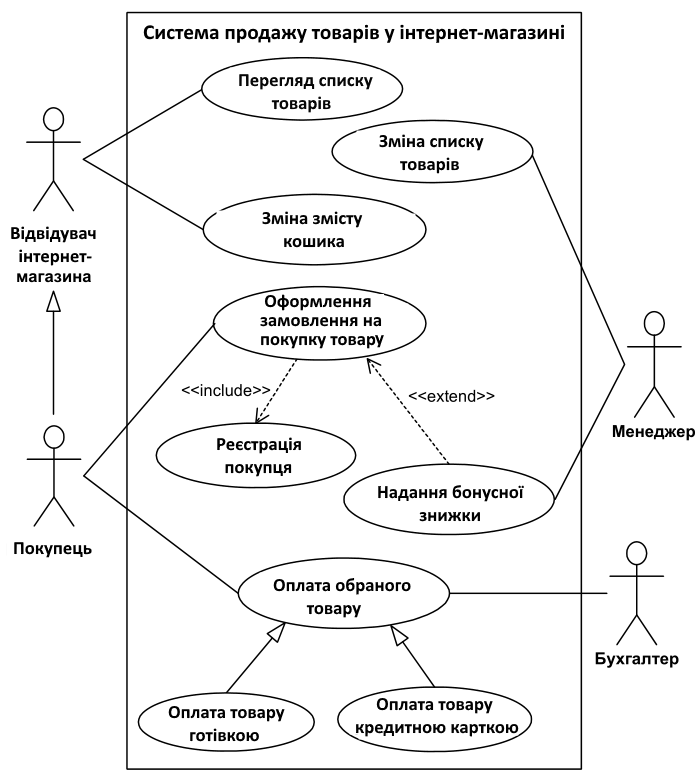 Система продажу товарів у інтернет-магазині
Перегляд списку
товарів
Зміна списку
товарів
Відвідувач
інтернет-
магазина
Зміна змісту
кошика
Оформлення
замовлення на
покупку товару
<<include>>
<<extend>>
Менеджер
Реєстрація
покупця
Надання бонусної
знижки
Покупець
Оплата обраного
товару
Бухгалтер
Оплата товару
готівкою
Оплата товару
кредитною карткою